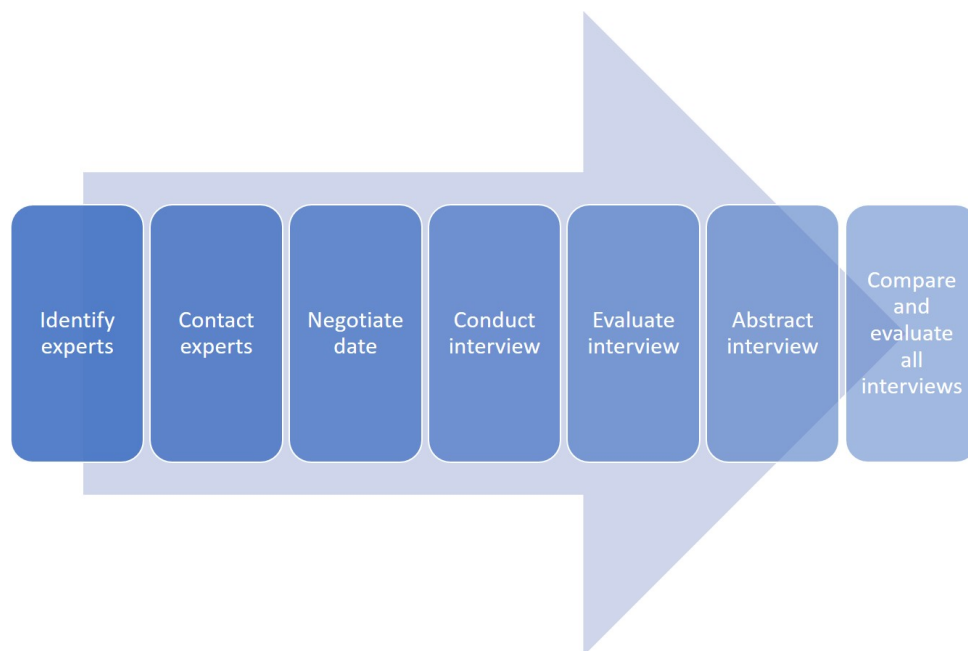 Identify
experts
Contact
experts
Negotiate
date
Conduct
interview
Evaluate
interview
Abstract
interview
Compare
and
evaluate
all
interviews